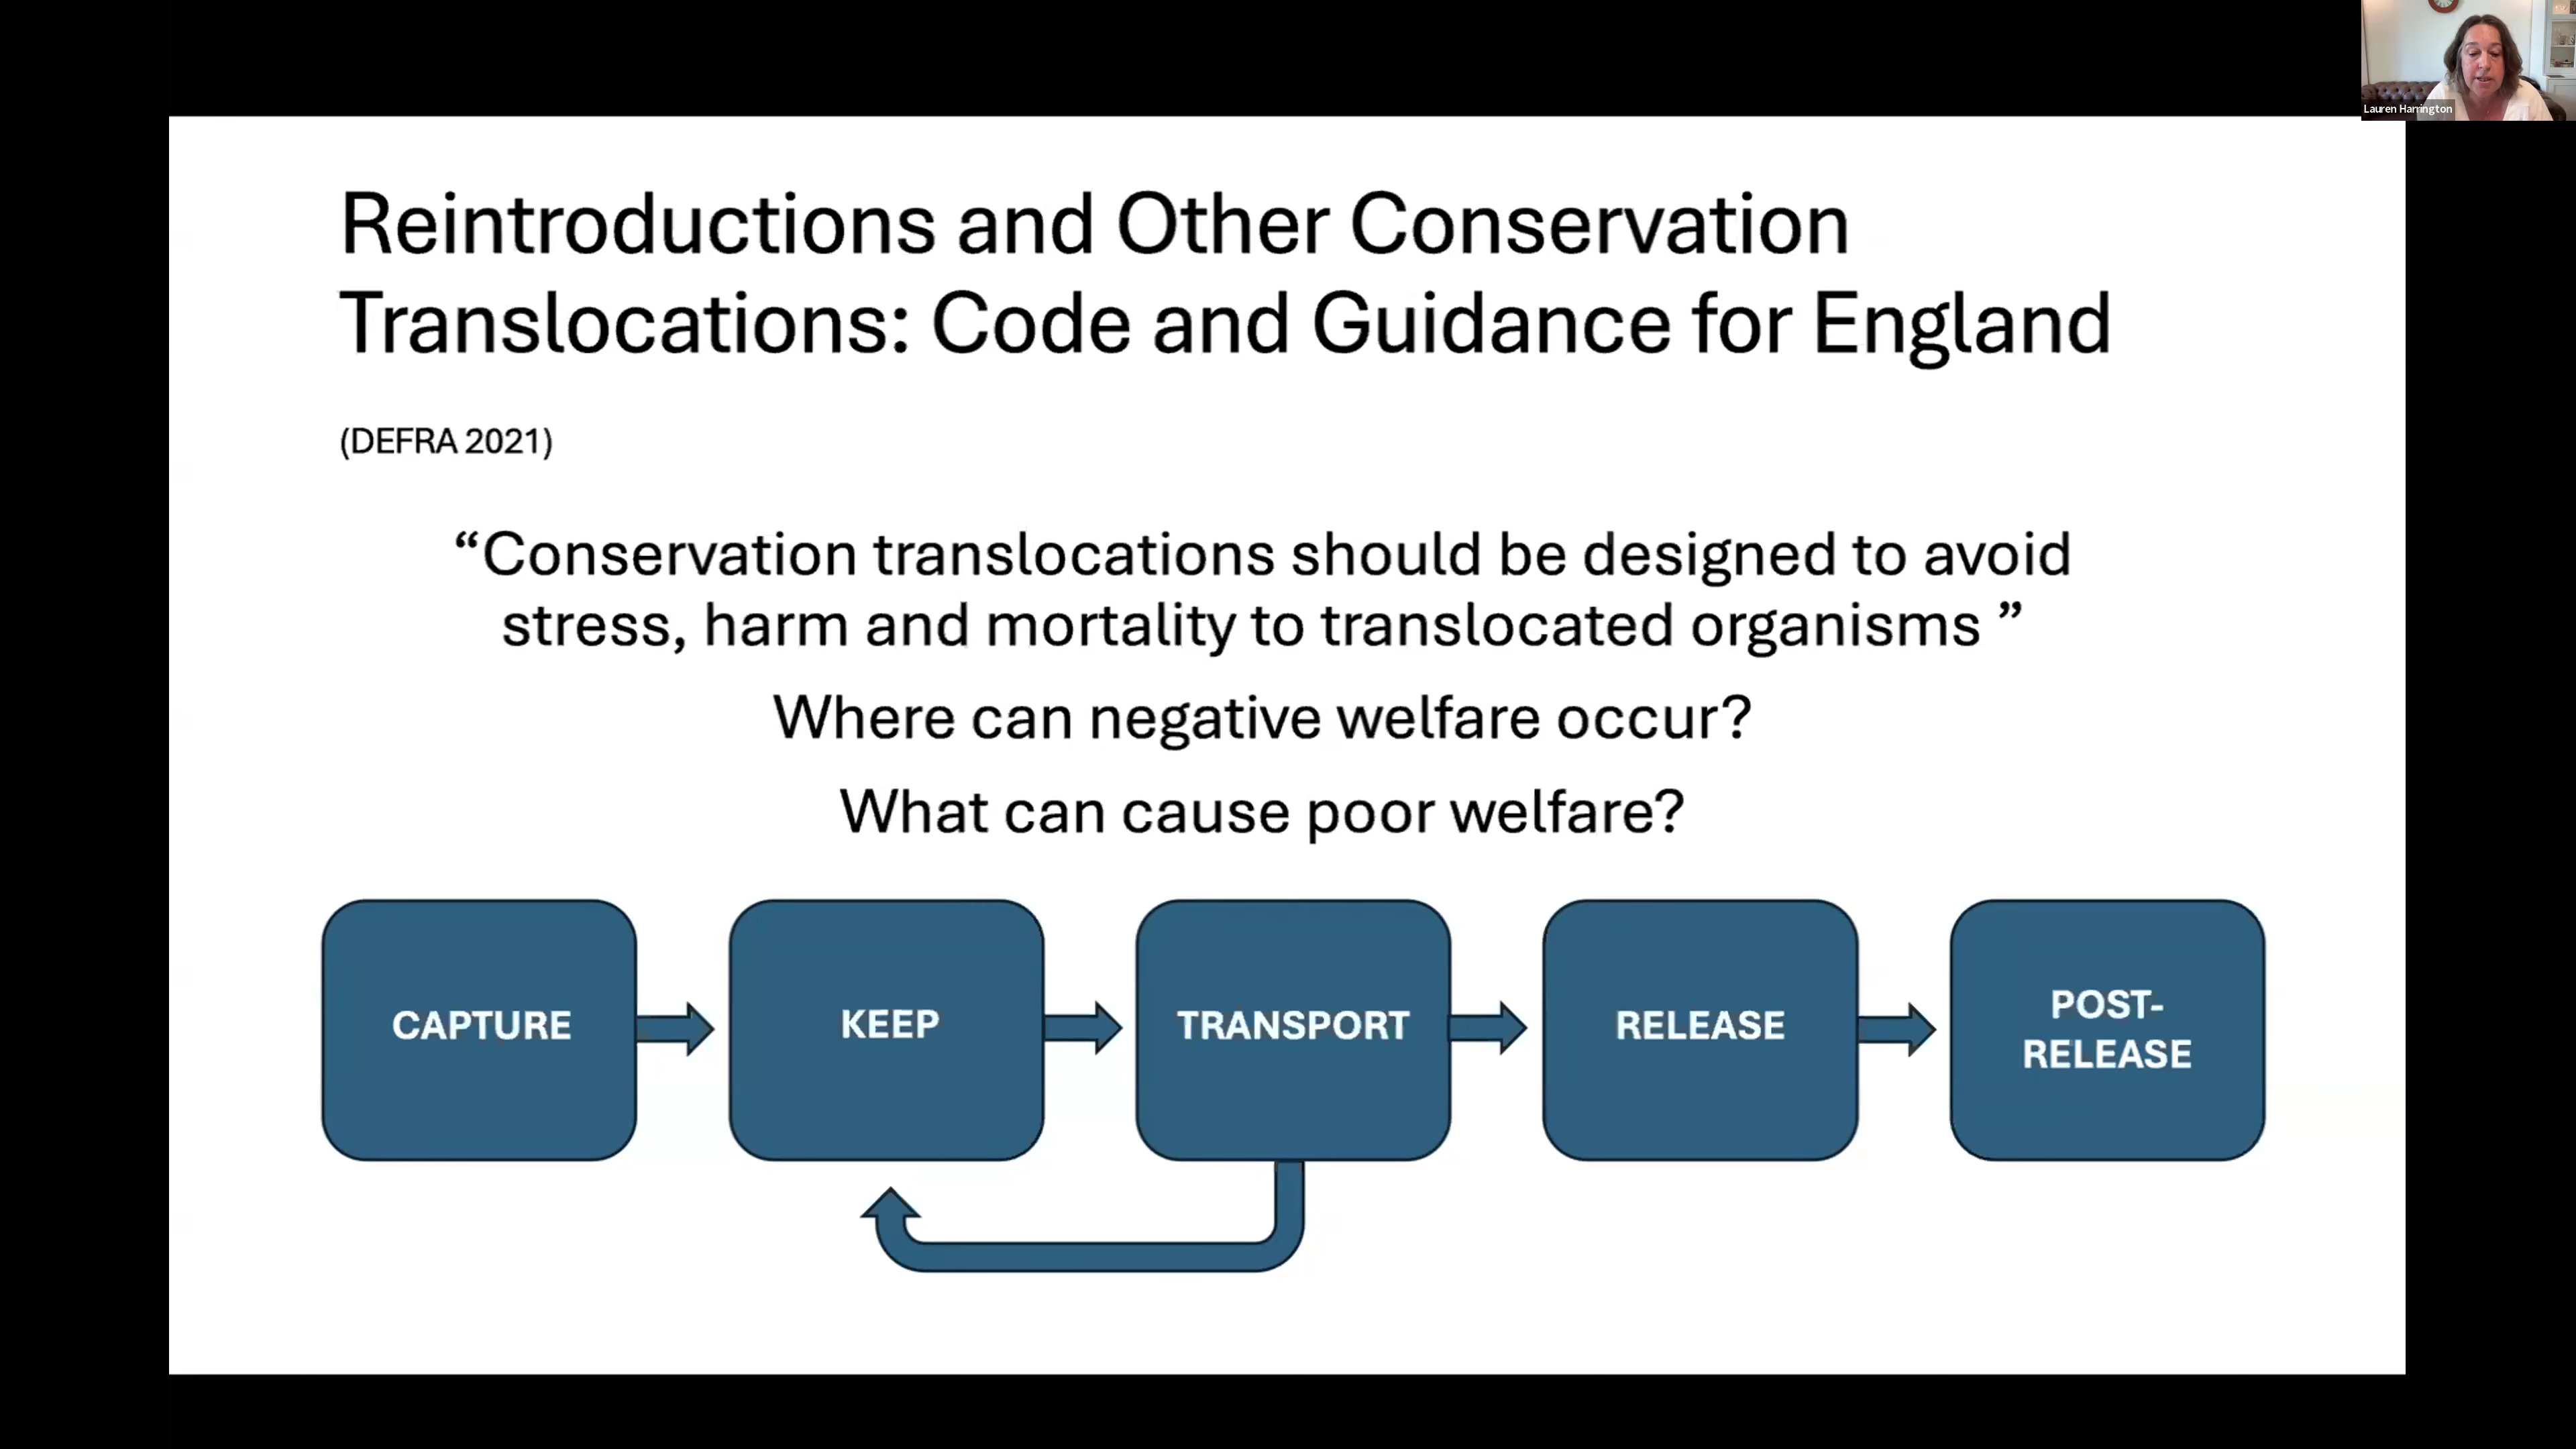 Lauren Harrington
Reintroductions and Other Conservation
Translocations: Code and Guidance for England
(DEFRA 2021)
“Conservation translocations should be designed to avoid
stress, harm and mortality to translocated organisms ”
Where can negative welfare occur?
What can cause poor welfare?
CAPTURE
KEEP
TRANSPORT
RELEASE
POST-
RELEASE